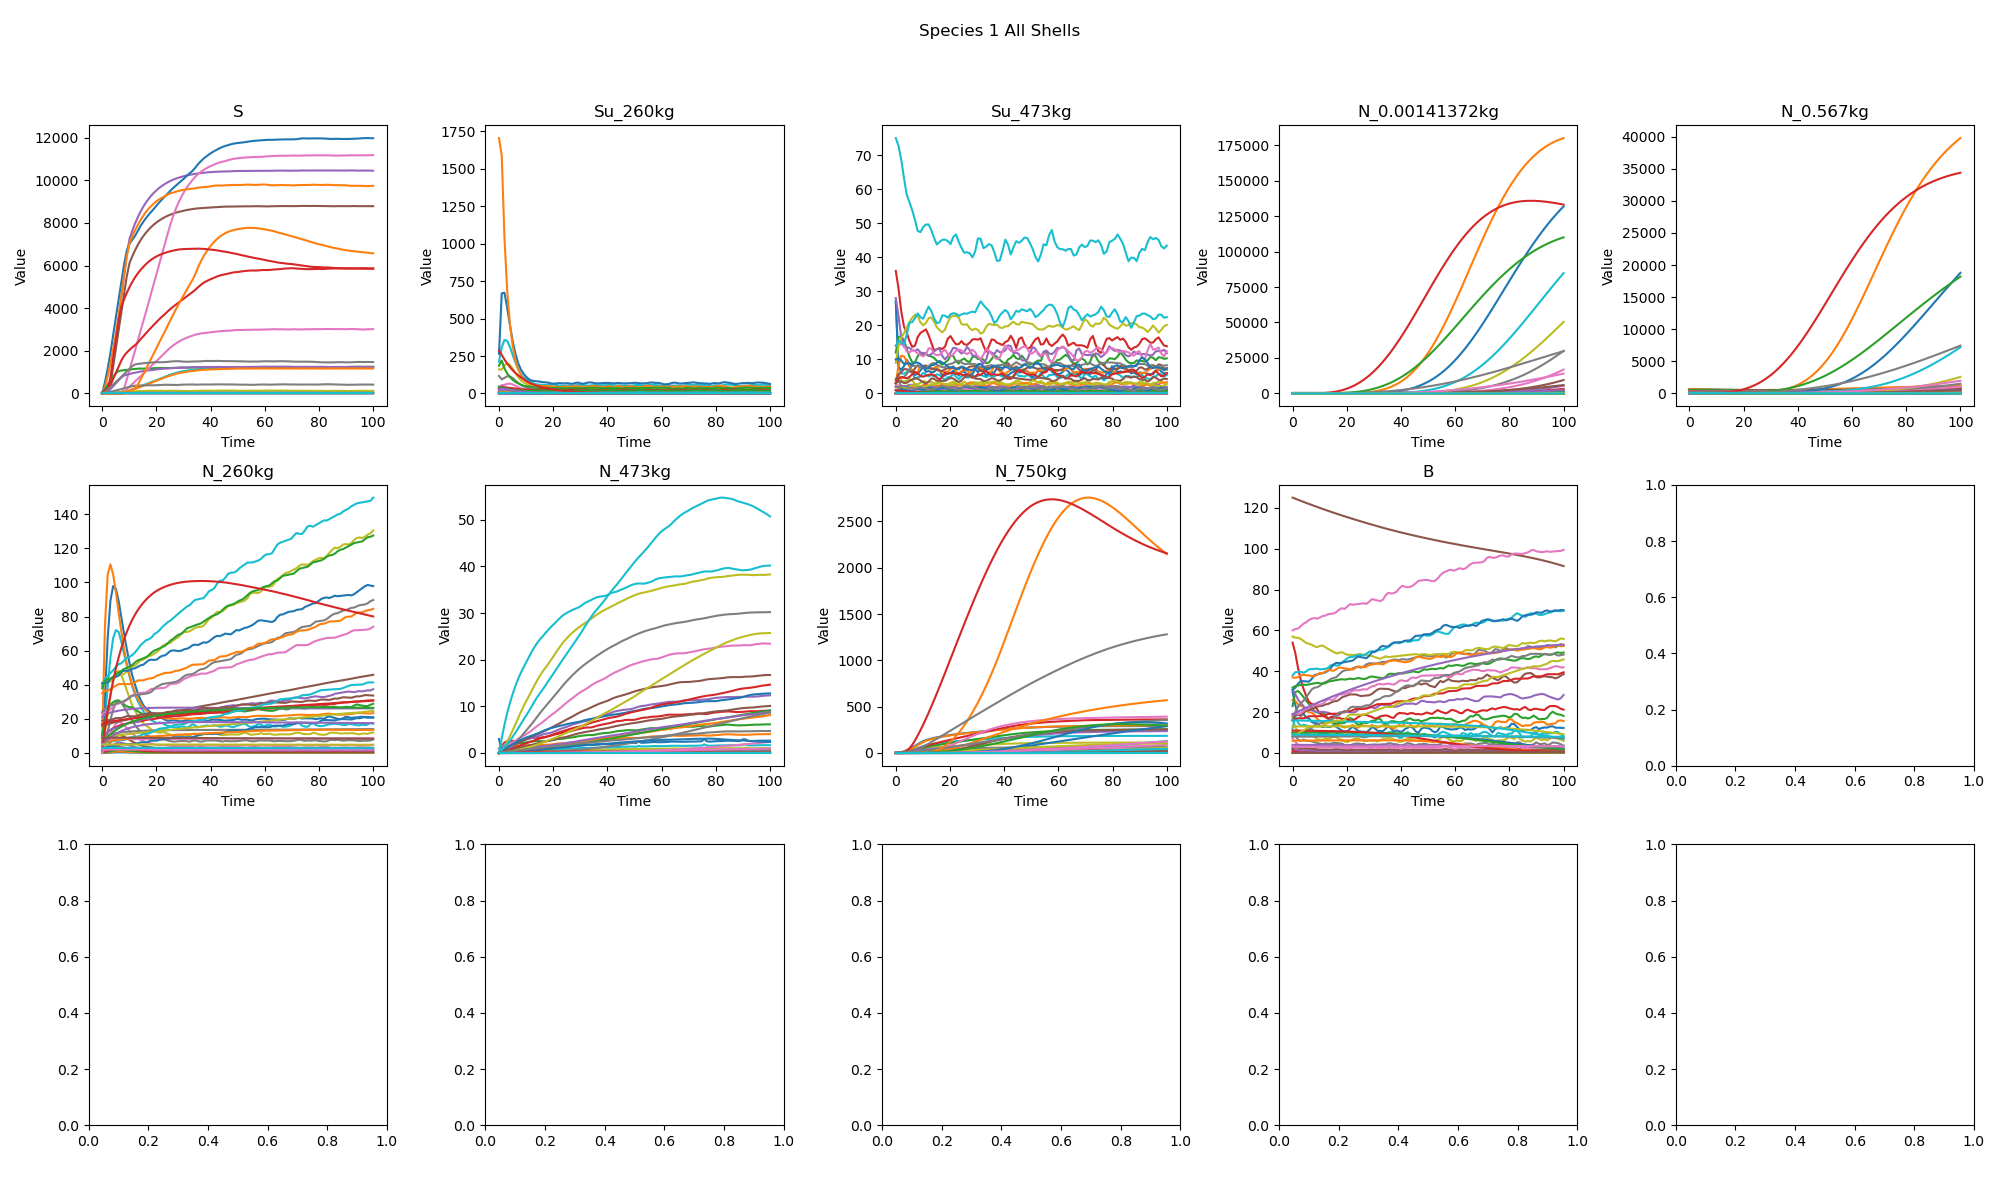 Species 1 All Shells
S
Su_260kg
Su_473kg
N_0.00141372kg
N_0.567kg
12000
10000
8000
6000
4000
2000
0
Value
0 20 40 60 80 100
Time
1750
1500
1250
1000
750
500
250
0
Value
0 20 40 60 80 100
Time
70
60
50
40
30
20
10
0
Value
0 20 40 60 80 100
Time
175000
150000
125000
100000
75000
50000
25000
0
Value
0 20 40 60 80 100
Time
40000
35000
30000
25000
20000
15000
10000
5000
0
Value
0 20 40 60 80 100
Time
N_260kg
N_473kg
N_750kg
B
140
120
100
80
60
40
20
0
Value
0 20 40 60 80 100
Time
50
40
30
20
10
0
Value
0 20 40 60 80 100
Time
2500
2000
1500
1000
500
0
Value
0 20 40 60 80 100
Time
120
100
80
60
40
20
0
Value
0 20 40 60 80 100
Time
1.0
0.8
0.6
0.4
0.2
0.0
0.0 0.2 0.4 0.6 0.8 1.0
1.0
0.8
0.6
0.4
0.2
0.0
0.0 0.2 0.4 0.6 0.8 1.0
1.0
0.8
0.6
0.4
0.2
0.0
0.0 0.2 0.4 0.6 0.8 1.0
1.0
0.8
0.6
0.4
0.2
0.0
0.0 0.2 0.4 0.6 0.8 1.0
1.0
0.8
0.6
0.4
0.2
0.0
0.0 0.2 0.4 0.6 0.8 1.0
1.0
0.8
0.6
0.4
0.2
0.0
0.0 0.2 0.4 0.6 0.8 1.0